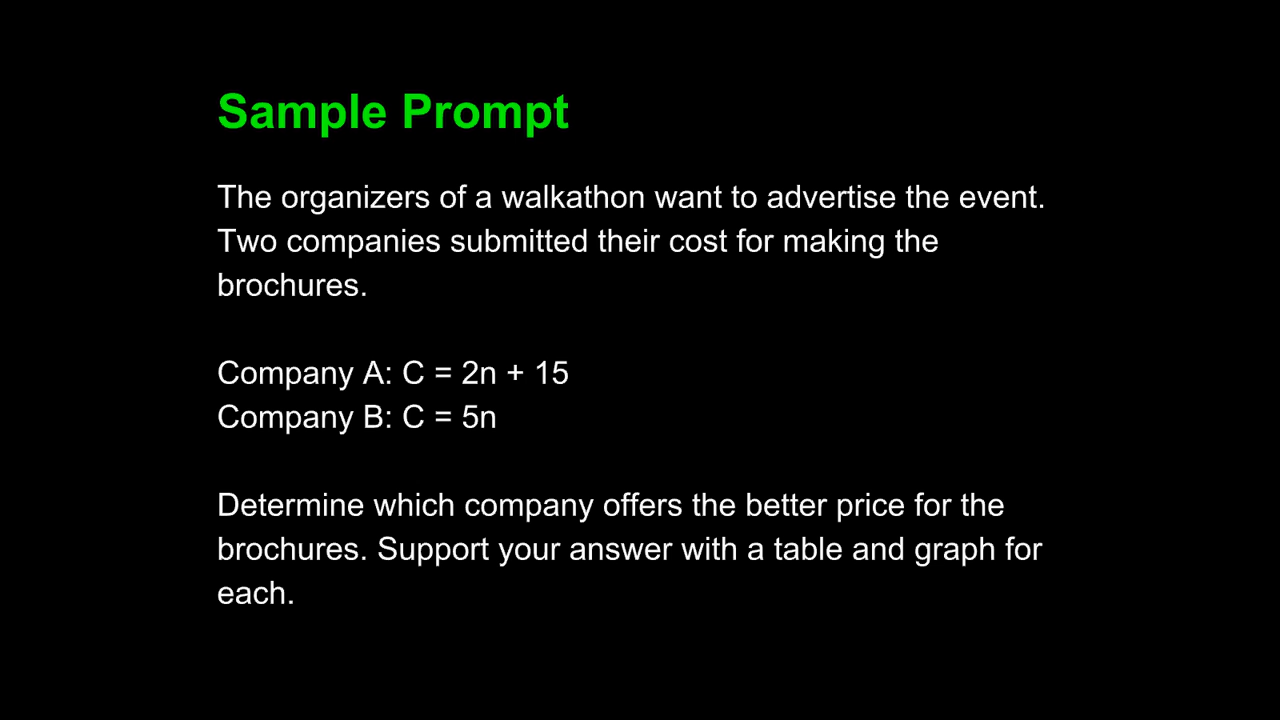 Sample Prompt
The organizers of a walkathon want to advertise the event.
Two companies submitted their cost for making the
brochures.
Company A: C = 2n + 15
Company B: C = 5n
Determine which company offers the better price for the
brochures. Support your answer with a table and graph for
each.